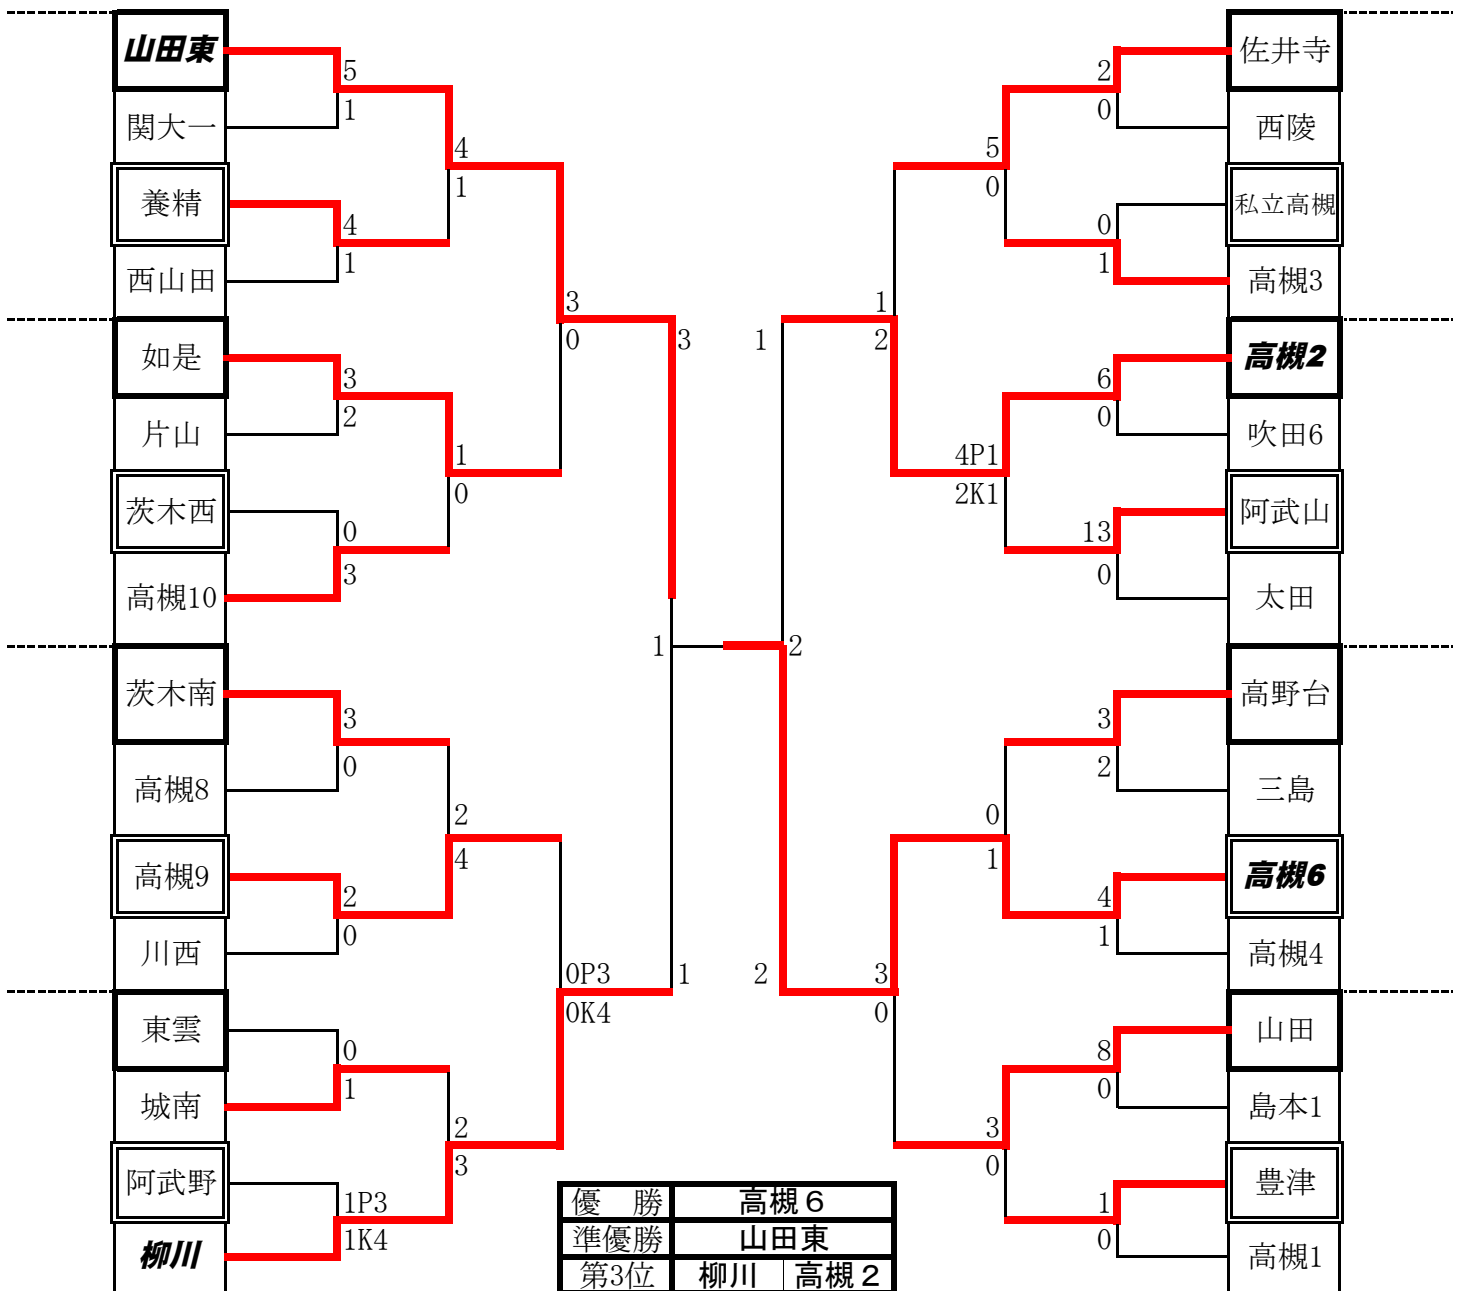 山田東
5
1
関大一
4
1
養精
4
1
西山田
3
0
3
如是
3
2
片山
1
0
茨木西
0
3
高槻10
1
茨木南
3
0
高槻8
2
4
高槻9
2
0
川西
0P3
0K4
1
東雲
0
1
城南
2
3
阿武野
1P3
1K4
柳川
佐井寺
2
0
西陵
5
0
私立高槻
0
1
高槻3
1
2
1
高槻2
6
0
吹田6
4P1
2K1
阿武山
13
0
太田
2
高野台
3
2
三島
0
1
高槻6
4
1
高槻4
2
3
0
山田
8
0
島本1
3
0
豊津
1
0
高槻1
優　勝 高槻６
準優勝 山田東
第3位 柳川 高槻２